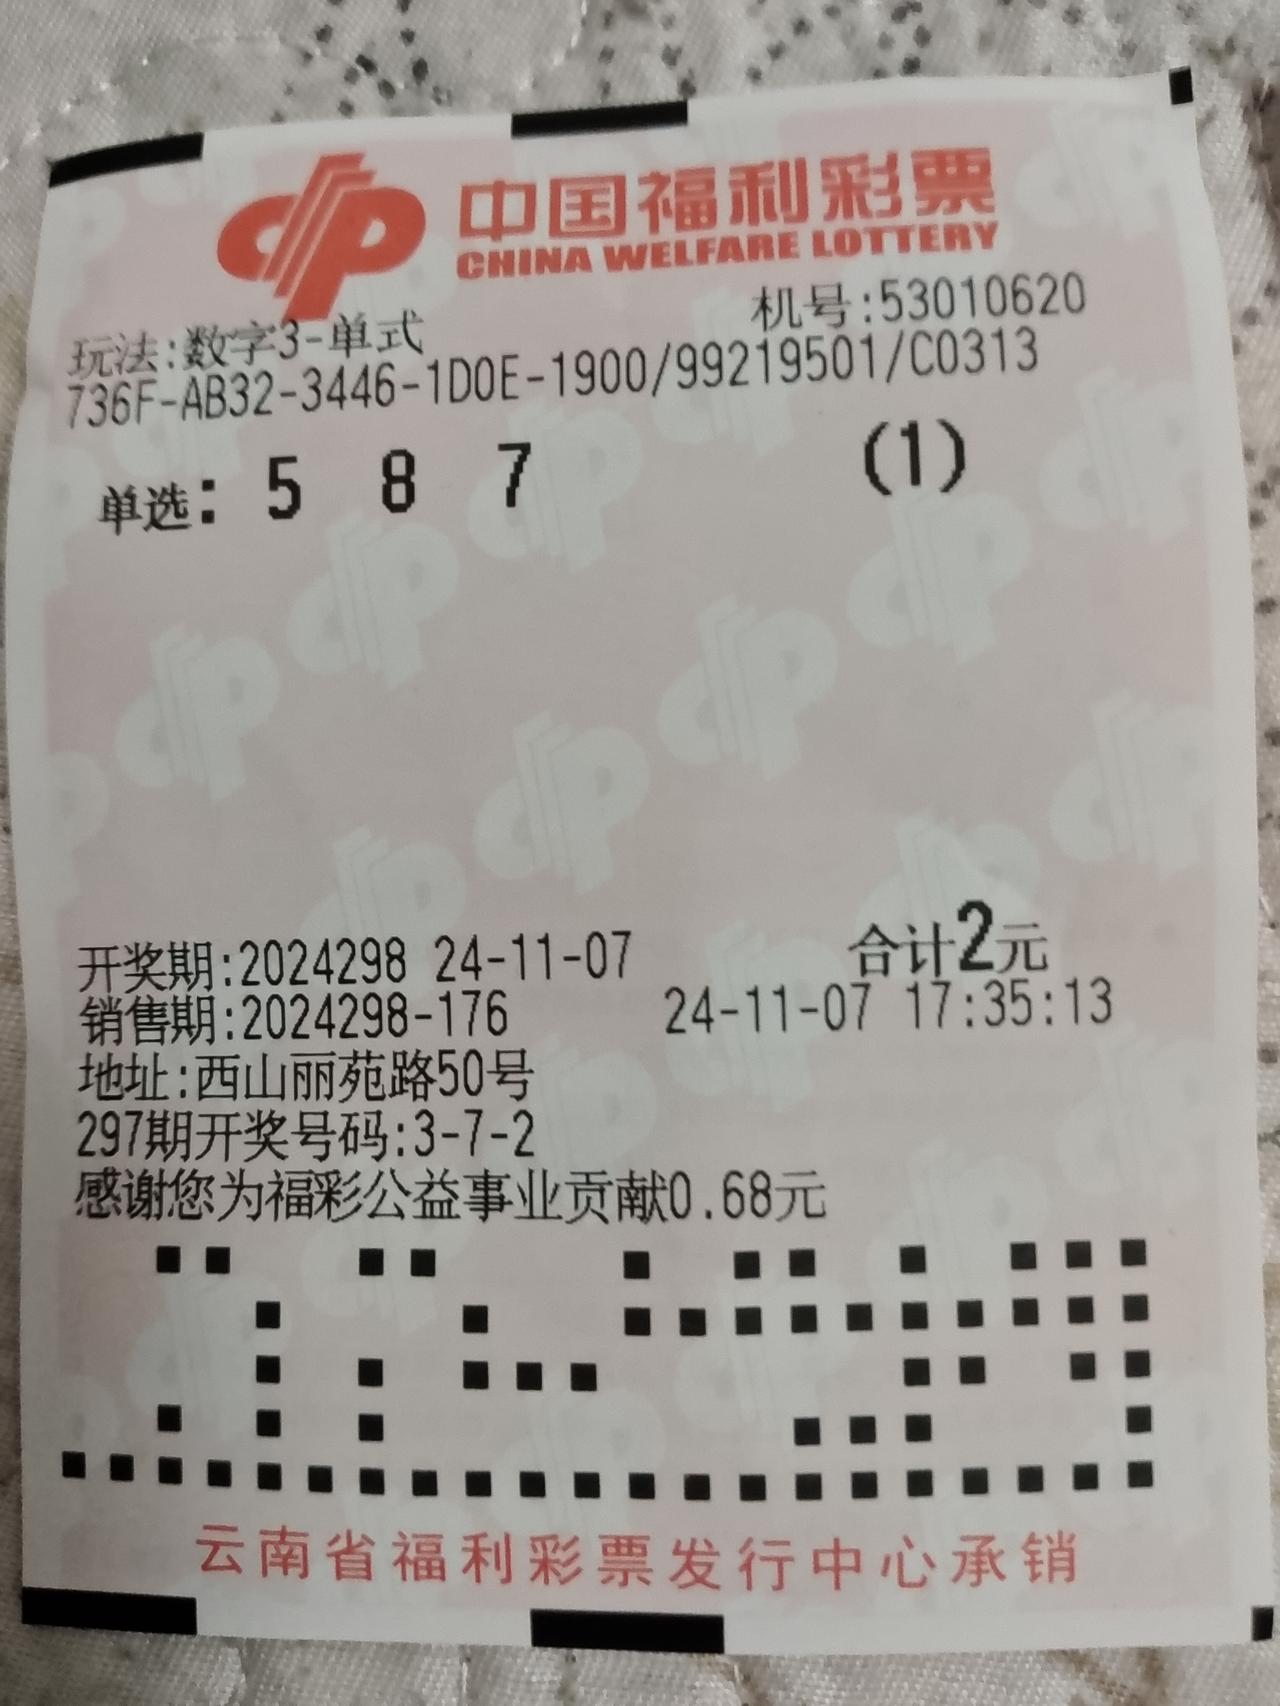 中国福利彩票
CHINA WELFARE LOTTERY
机号:53010620
玩法:数字3-单式
736F-AB32-3446-1D0E-1900/99219501/C0313
单选: 5 8 7 (1)
开奖期:2024298 24-11-07 合计2元
销售期:2024298-176 24-11-07 17:35:13
地址:西山丽苑路50号
297期开奖号码:3-7-2
感谢您为福彩公益事业贡献0.68元
云南省福利彩票发行中心承销